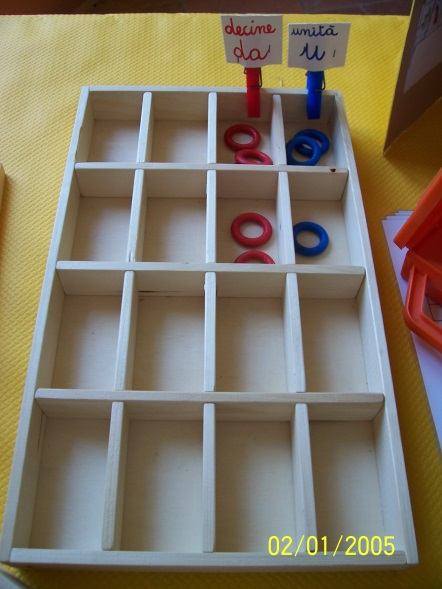 decine
da
unità
u
02/01/2005